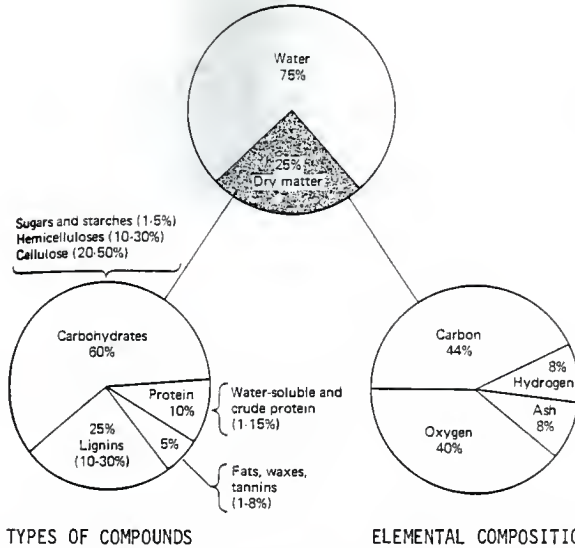 Water
75%
25%
Dry matter
Sugars and starches (1-5%)
Hemicelluloses (10-30%)
Cellulose (20-50%)
Carbohydrates
60%
Protein
10%
Water-soluble and
crude protein
(1-15%)
25%
Lignins
(10-30%)
5%
Fats, waxes,
tannins
(1-8%)
TYPES OF COMPOUNDS
Carbon
44%
8%
Hydrogen
Ash
8%
Oxygen
40%
ELEMENTAL COMPOSITIO